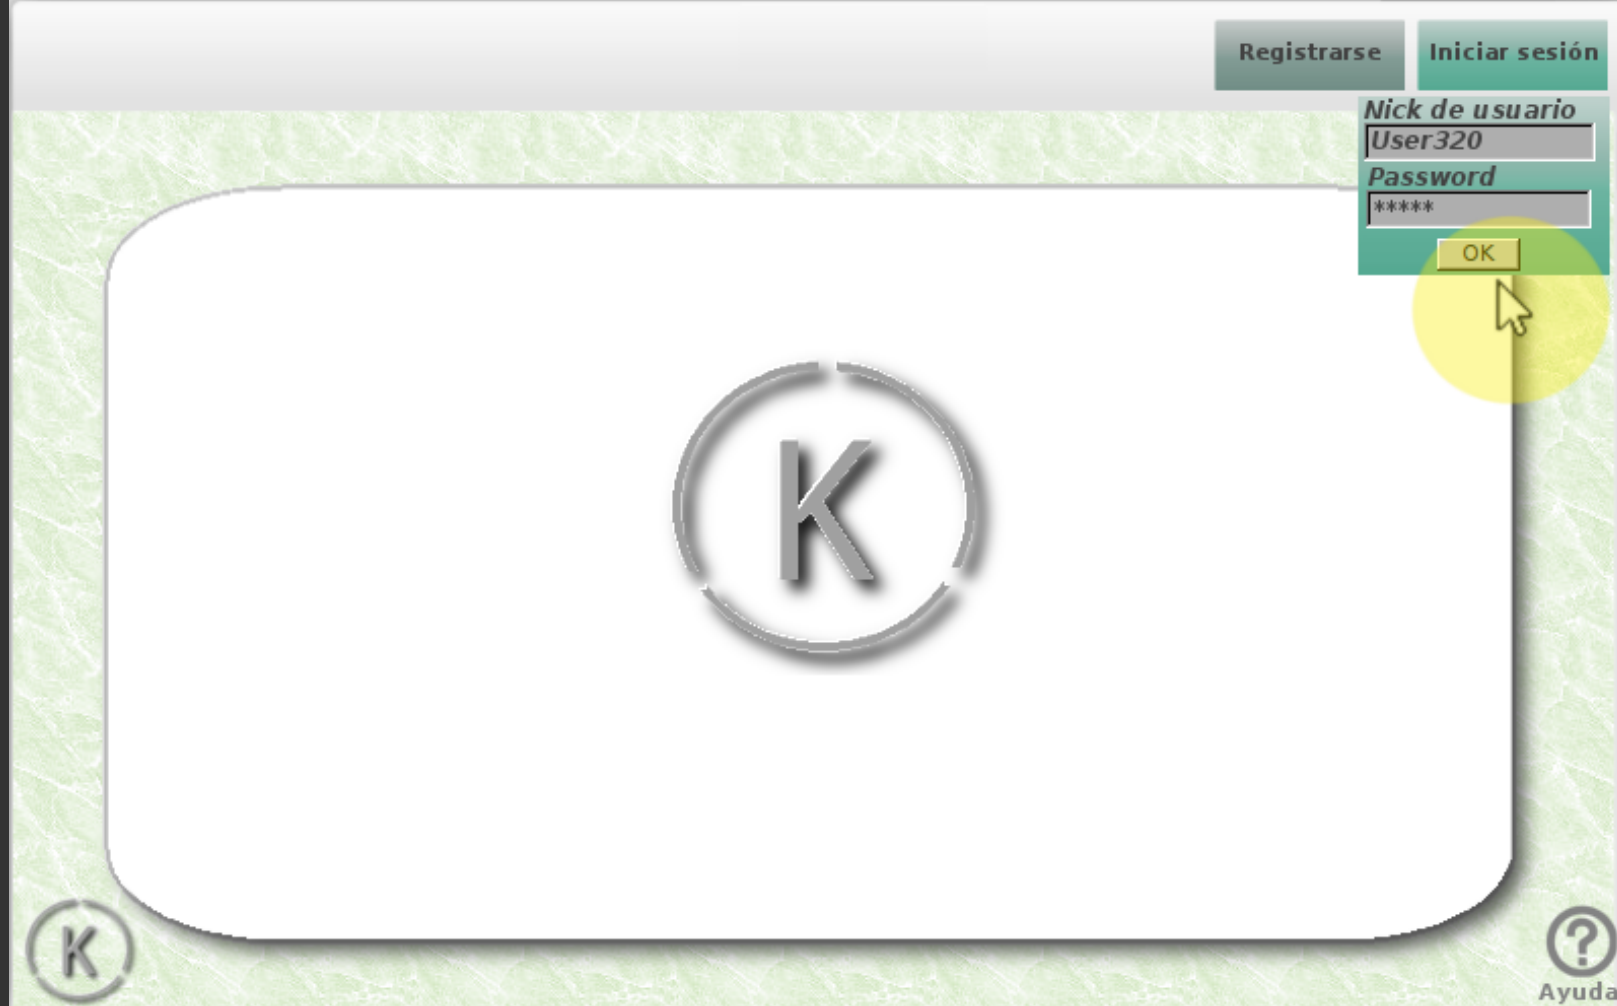 Registrarse Iniciar sesión
Nick de usuario
User320
Password
*****
OK
K
K
?
Ayuda